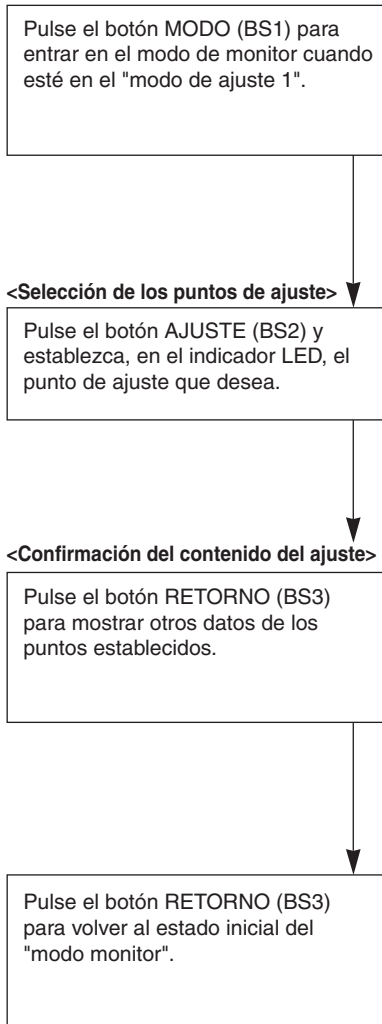 Pulse el botón MODO (BS1) para
entrar en el modo de monitor cuando
esté en el "modo de ajuste 1".
<Selección de los puntos de ajuste>
Pulse el botón AJUSTE (BS2) y
establezca, en el indicador LED, el
punto de ajuste que desea.
<Confirmación del contenido del ajuste>
Pulse el botón RETORNO (BS3)
para mostrar otros datos de los
puntos establecidos.
Pulse el botón RETORNO (BS3)
para volver al estado inicial del
"modo monitor".